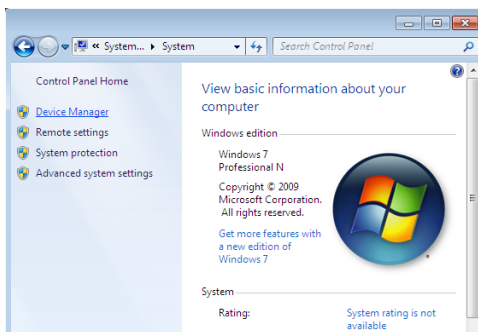 « System... ▸ System
Search Control Panel
Control Panel Home
Device Manager
Remote settings
System protection
Advanced system settings
View basic information about your
computer
Windows edition
Windows 7
Professional N
Copyright © 2009
Microsoft Corporation.
All rights reserved.
Get more features with
a new edition of
Windows 7
System
Rating:
System rating is not
available